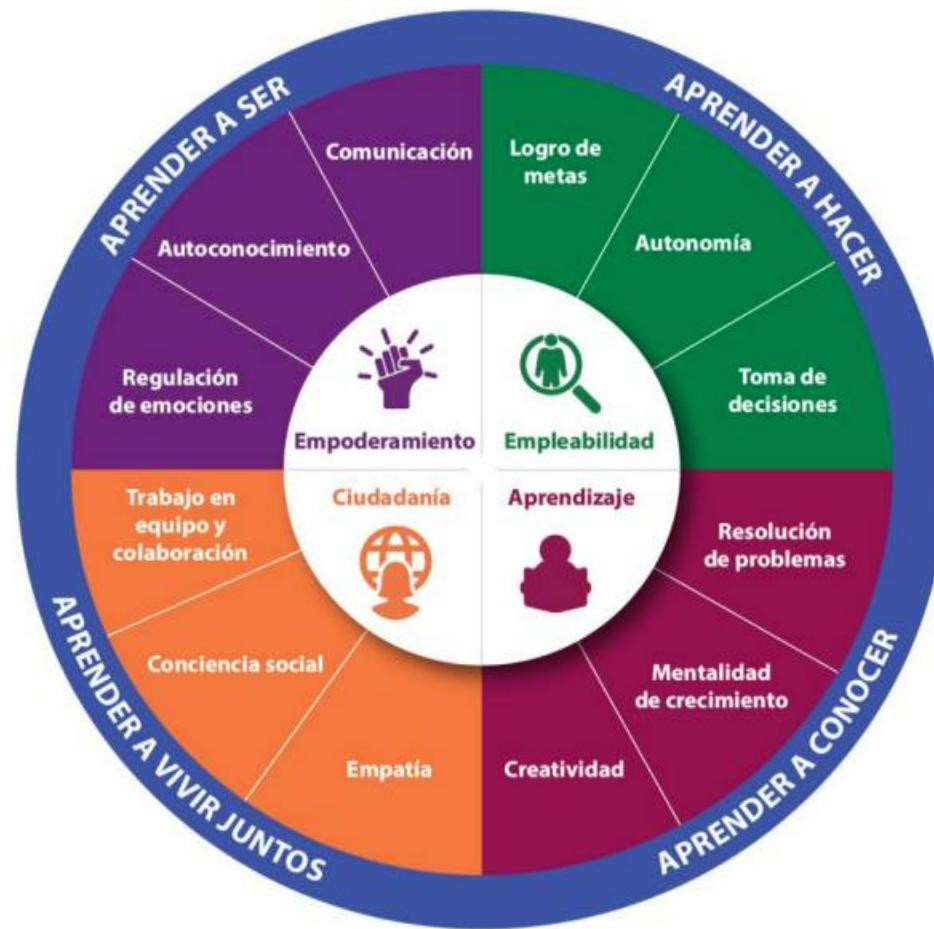 APRENDER A SER
APRENDER A HACER
Comunicación
Logro de
metas
Autoconocimiento
Autonomía
Regulación
de emociones
Toma de
decisiones
Empoderamiento
Empleabilidad
Ciudadanía
Aprendizaje
Trabajo en
equipo y
colaboración
Resolución
de problemas
Conciencia social
Mentalidad
de crecimiento
Empatía
Creatividad
APRENDER A VIVIR JUNTOS
APRENDER A CONOCER